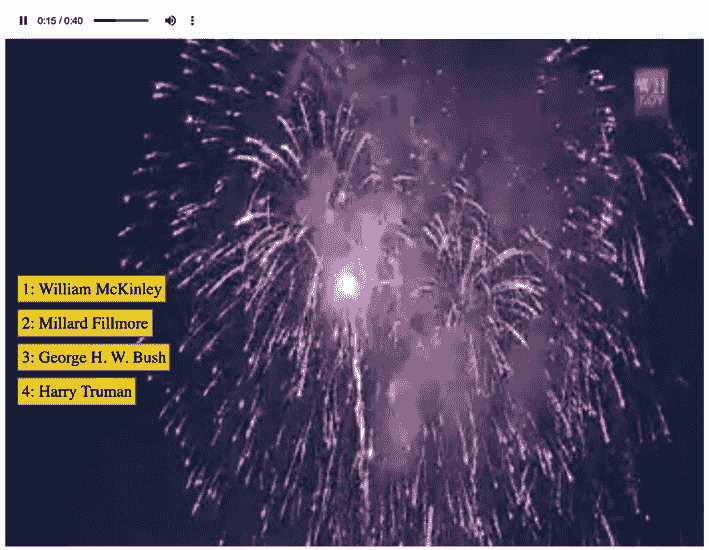 0:15 / 0:40
1: William McKinley
2: Millard Fillmore
3: George H. W. Bush
4: Harry Truman